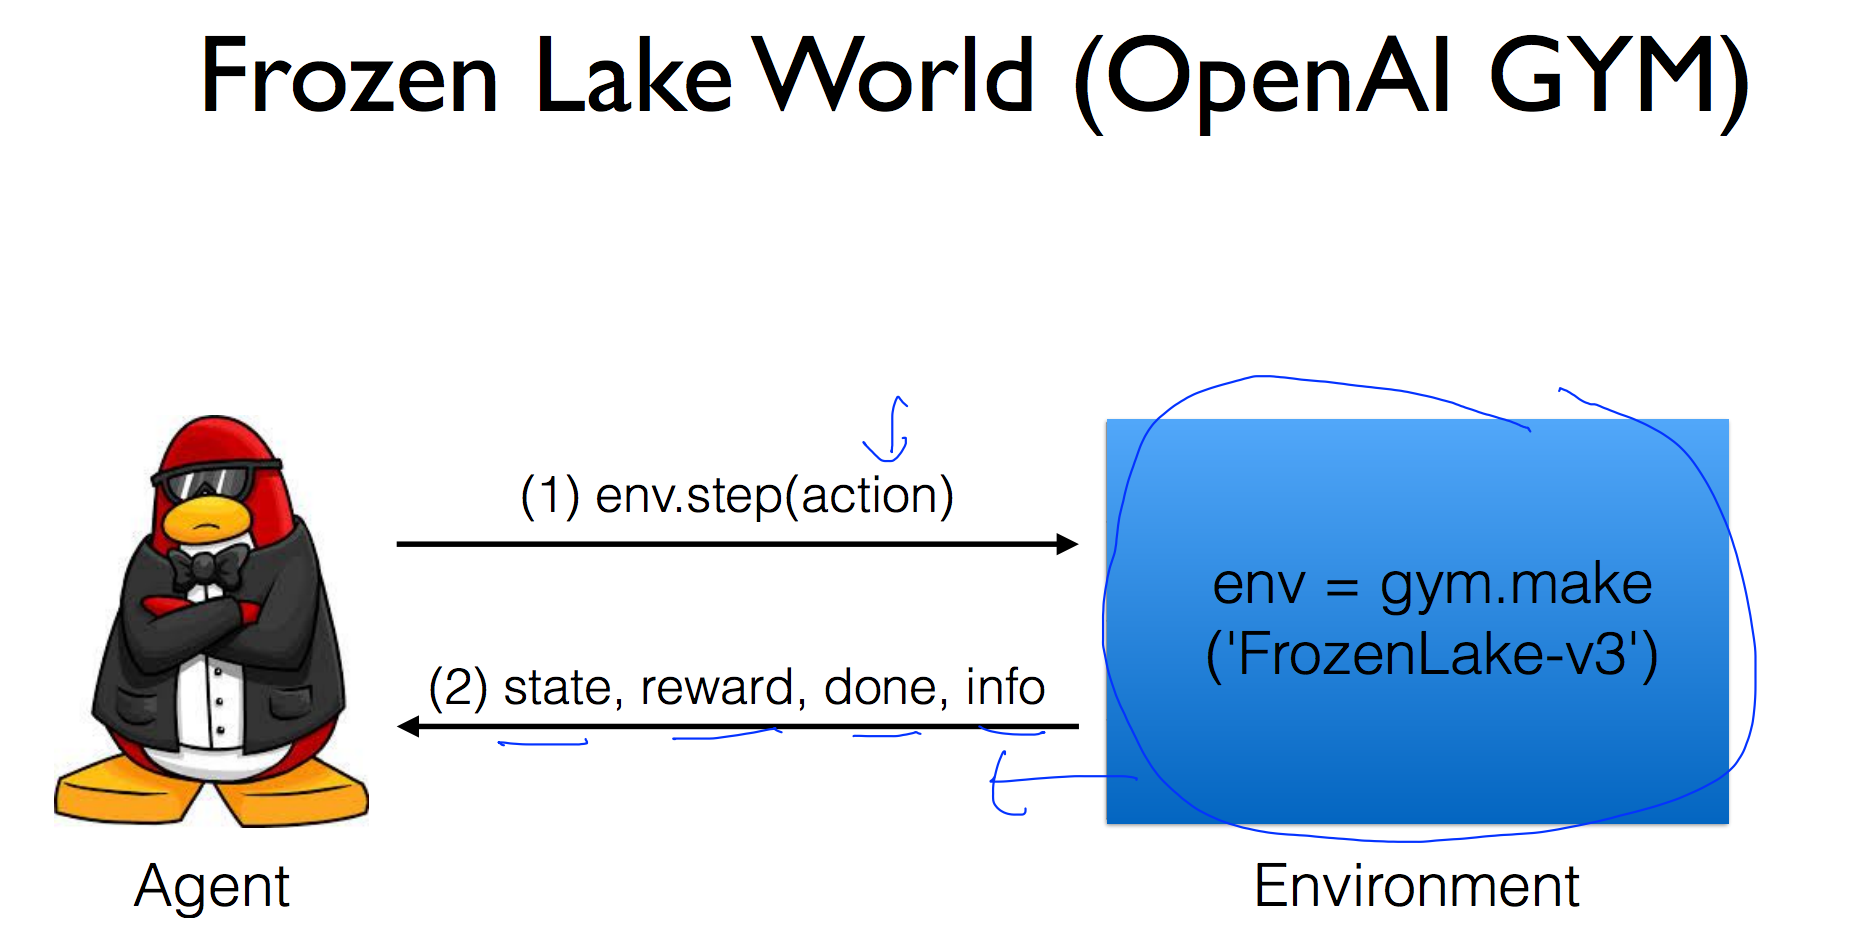 Frozen Lake World (OpenAI GYM)
(1) env.step(action)
env = gym.make
('FrozenLake-v3')
(2) state, reward, done, info
Agent
Environment